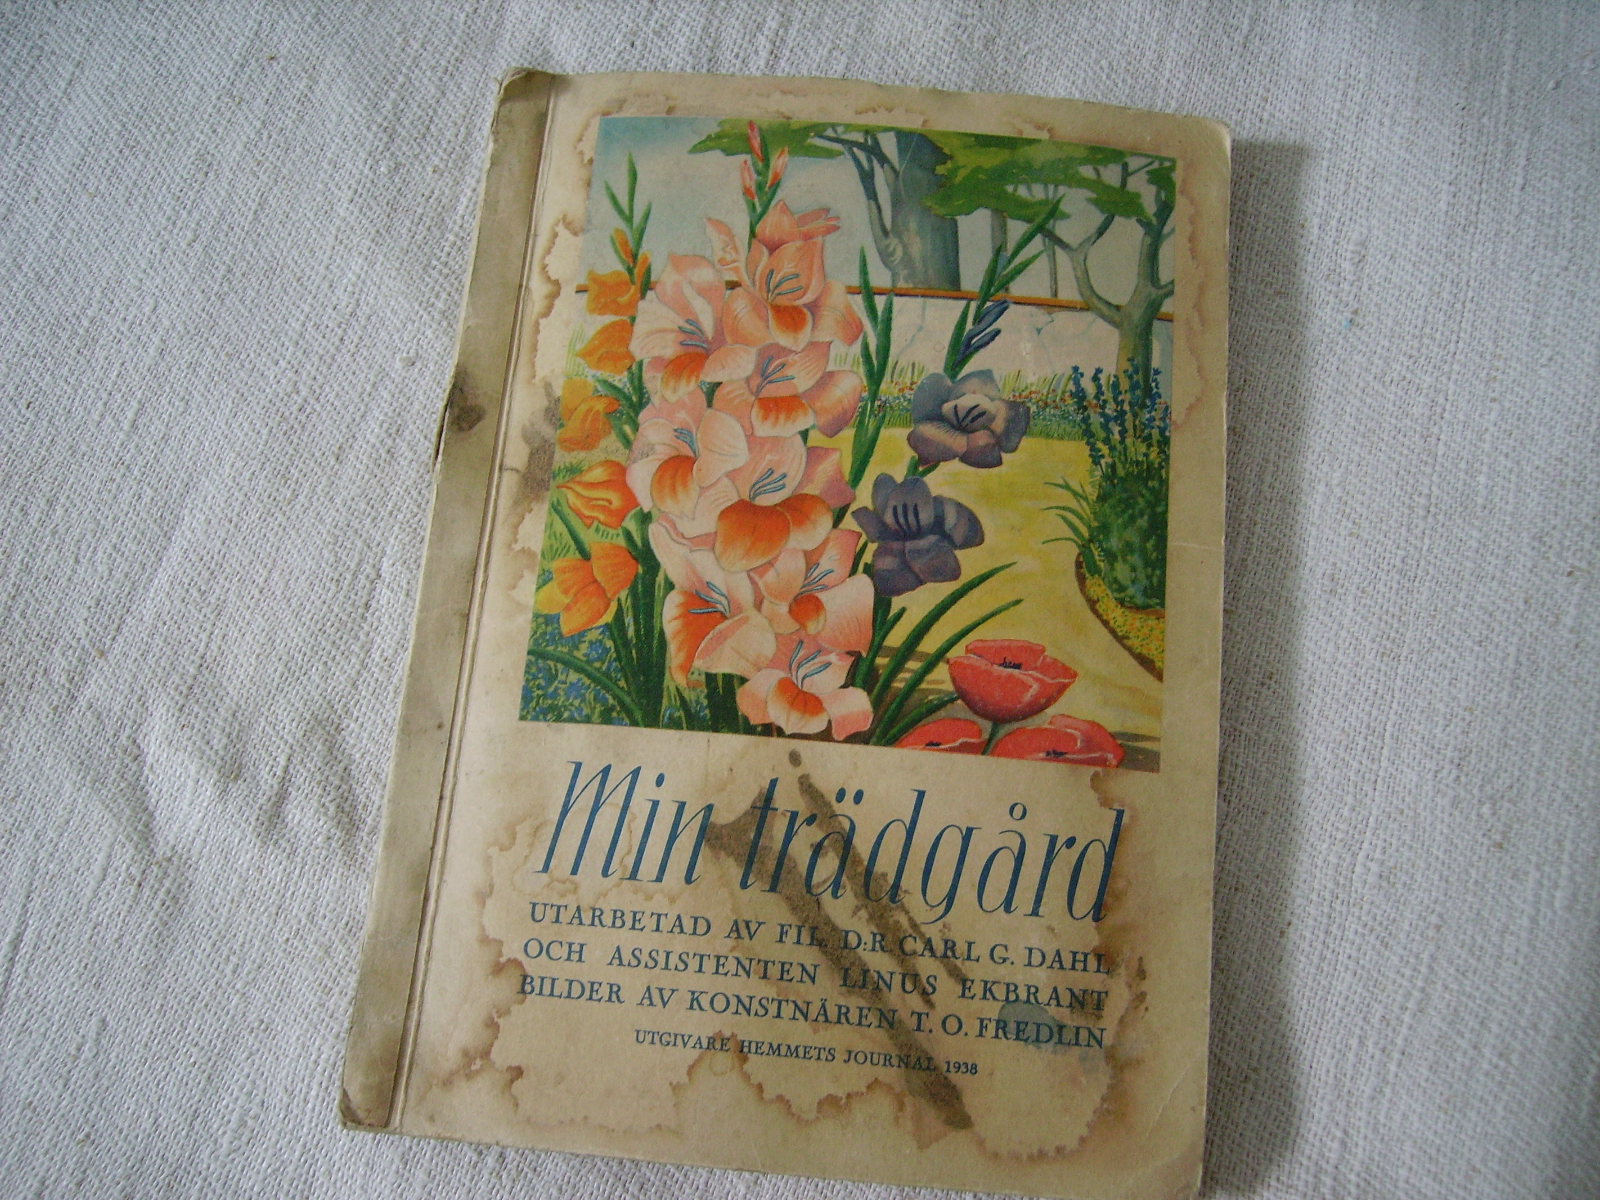 Min trädgård
UTARBETAD AV FIL. D:R CARL G. DAHL
OCH ASSISTENTEN LINUS EKBRANT
BILDER AV KONSTNÄREN T. O. FREDLIN
UTGIVARE HEMMETS JOURNAL 1938